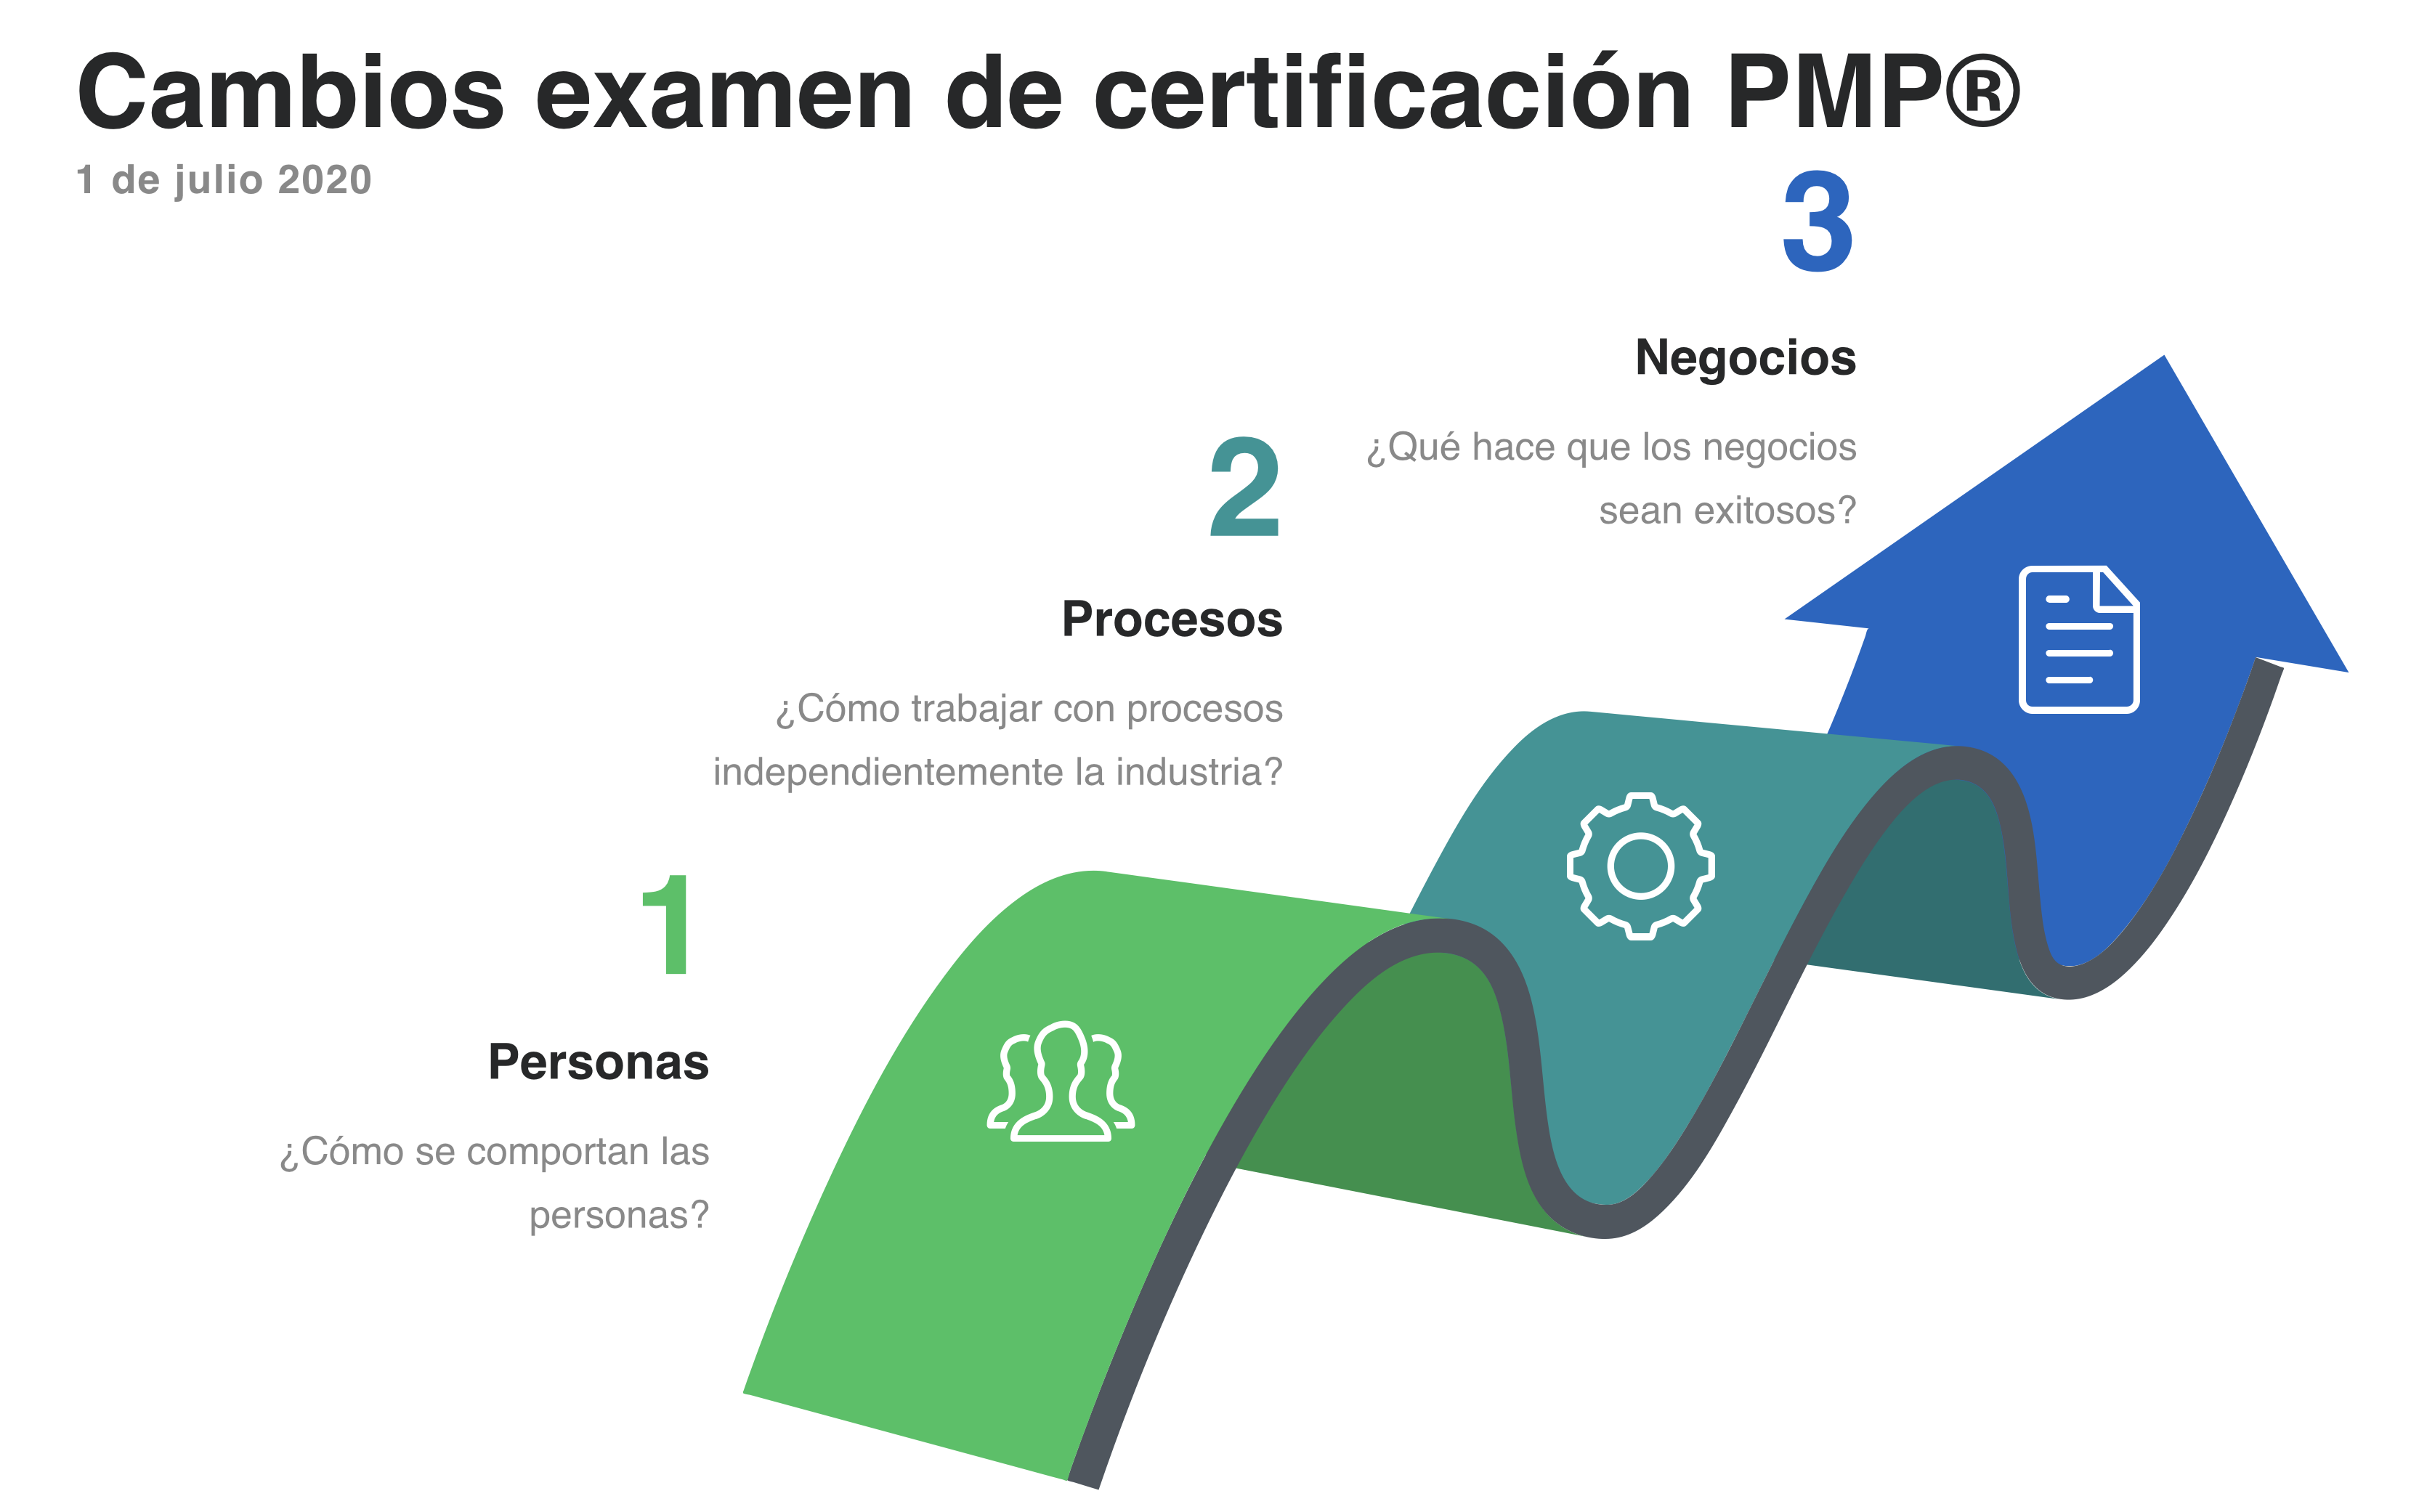 Cambios examen de certificación PMP®
1 de julio 2020
3
Negocios
¿Qué hace que los negocios
sean exitosos?
2
Procesos
¿Cómo trabajar con procesos
independientemente la industria?
1
Personas
¿Cómo se comportan las
personas?